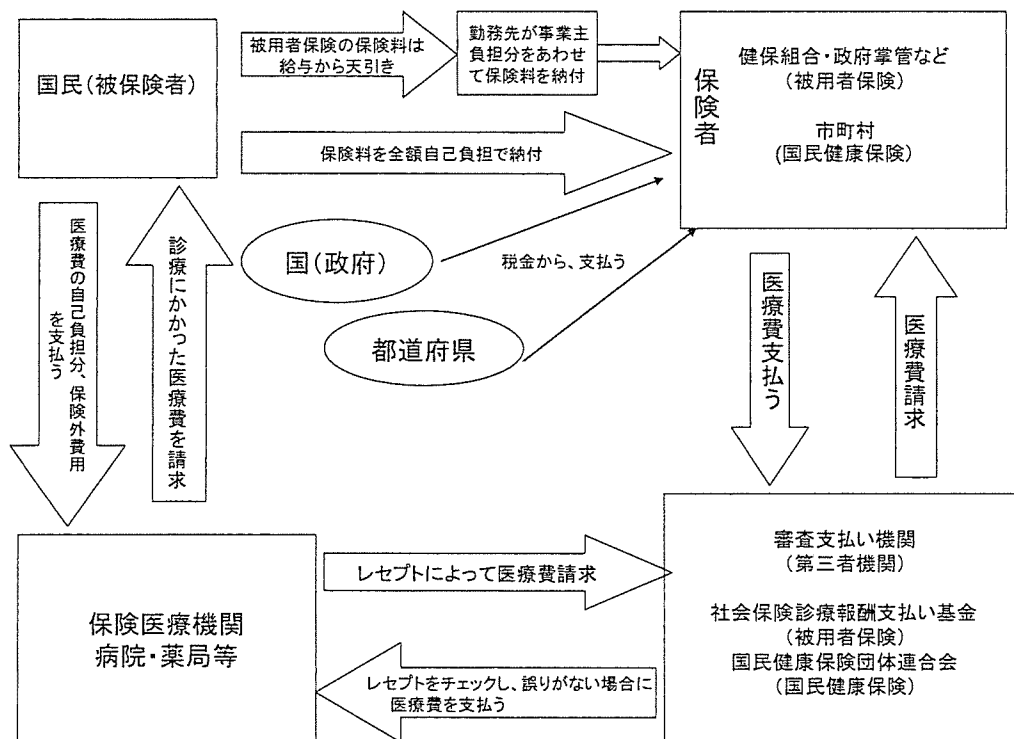 国民(被保険者)
被用者保険の保険料は
給与から天引き
勤務先が事業主
負担分をあわせ
て保険料を納付
保険者
健保組合・政府掌管など
(被用者保険)
市町村
(国民健康保険)
保険料を全額自己負担で納付
国(政府)
税金から、支払う
都道府県
医療費の自己負担分、保険外費用
を支払う
診療にかかった医療費を請求
医療費支払う
医療費請求
保険医療機関
病院・薬局等
レセプトによって医療費請求
レセプトをチェックし、誤りがない場合に
医療費を支払う
審査支払い機関
(第三者機関)
社会保険診療報酬支払い基金
(被用者保険)
国民健康保険団体連合会
(国民健康保険)